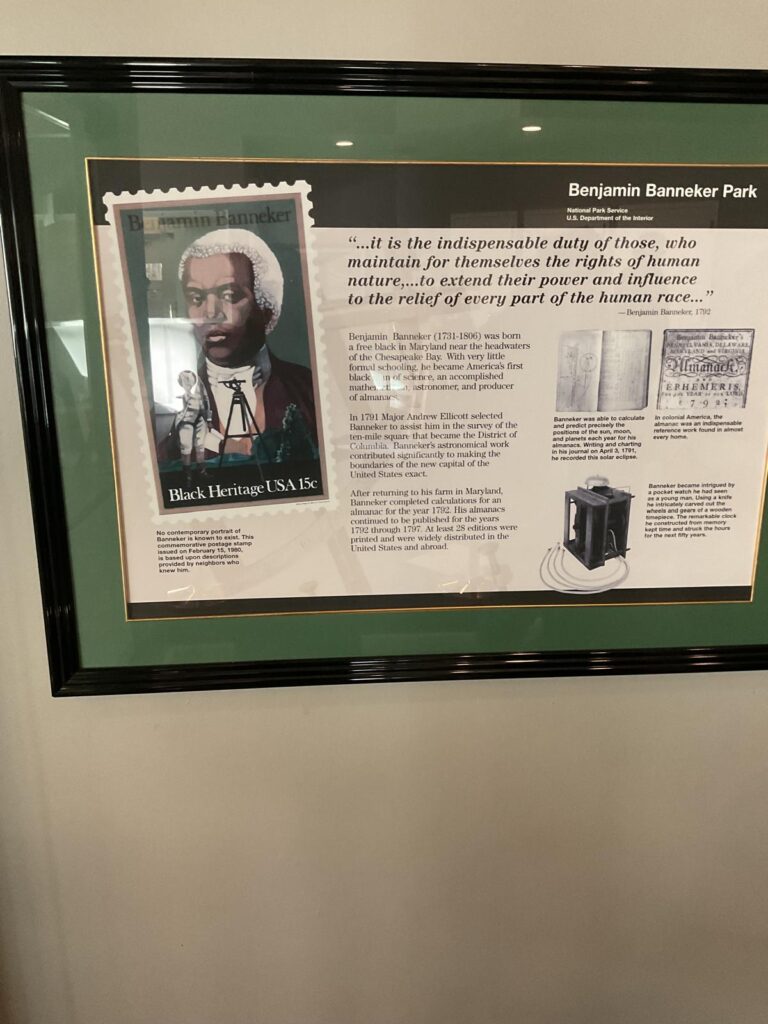 Benjamin Banneker Park
National Park Service
U.S. Department of the Interior
Benjamin Banneker
Black Heritage USA 15c
No contemporary portrait of
Banneker is known to exist. This
commemorative postage stamp
issued on February 15, 1980,
is based upon descriptions
provided by neighbors who
knew him.
"...it is the indispensable duty of those, who
maintain for themselves the rights of human
nature,...to extend their power and influence
to the relief of every part of the human race..."
—Benjamin Banneker, 1792
Benjamin Banneker (1731-1806) was born
a free black in Maryland near the headwaters
of the Chesapeake Bay. With very little
formal schooling, he became America's first
black of science, an accomplished
astronomer, and producer
of almanacs.
In 1791 Major Andrew Ellicott selected
Banneker to assist him in the survey of the
ten-mile square that became the District of
Columbia. Banneker's astronomical work
contributed significantly to making the
boundaries of the new capital of the
United States exact.
After returning to his farm in Maryland,
Banneker completed calculations for an
almanac for the year 1792. His almanacs
continued to be published for the years
1792 through 1797. At least 28 editions were
printed and were widely distributed in the
United States and abroad.
Banneker was able to calculate
and predict precisely the
positions of the sun, moon,
and planets each year for his
almanacs. Writing and charting
in his journal on April 3, 1791,
he recorded this solar eclipse.
Benjamin Banneker's
PENNSYLVANIA, DELAWARE,
MARYLAND and VIRGINIA
Almanack,
AND
EPHEMERIS,
YEAR
In colonial America, the
almanac was an indispensable
reference work found in almost
every home.
Banneker became intrigued by
a pocket watch he had seen
as a young man. Using a knife
he intricately carved out the
wheels and gears of a wooden
timepiece. The remarkable clock
he constructed from memory
kept time and struck the hours
for the next fifty years.